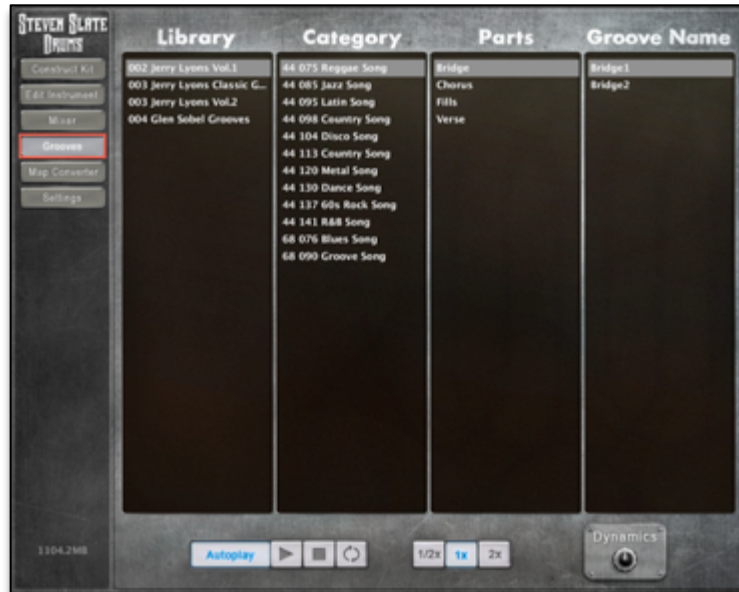 STEVEN SLATE
DRUMS
Construct Kit
Edit Instrument
Mixer
Grooves
Map Converter
Settings
1104.2MB
Library
002 Jerry Lyons Vol.1
003 Jerry Lyons Classic G...
003 Jerry Lyons Vol.2
004 Glen Sobel Grooves
Category
44 075 Reggae Song
44 085 Jazz Song
44 095 Latin Song
44 098 Country Song
44 104 Disco Song
44 113 Country Song
44 120 Metal Song
44 130 Dance Song
44 137 60s Rock Song
44 141 R&B Song
68 076 Blues Song
68 090 Groove Song
Parts
Bridge
Chorus
Fills
Verse
Groove Name
Bridge1
Bridge2
Autoplay
1/2x 1x 2x
Dynamics